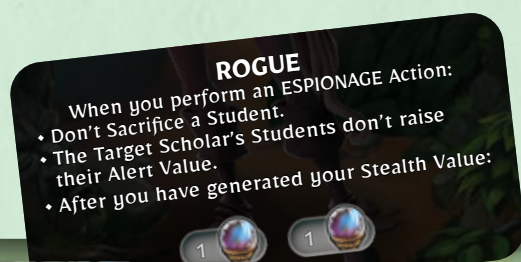 ROGUE
When you perform an ESPIONAGE Action:
• Don't Sacrifice a Student.
• The Target Scholar's Students don't raise
their Alert Value.
• After you have generated your Stealth Value:
1 1